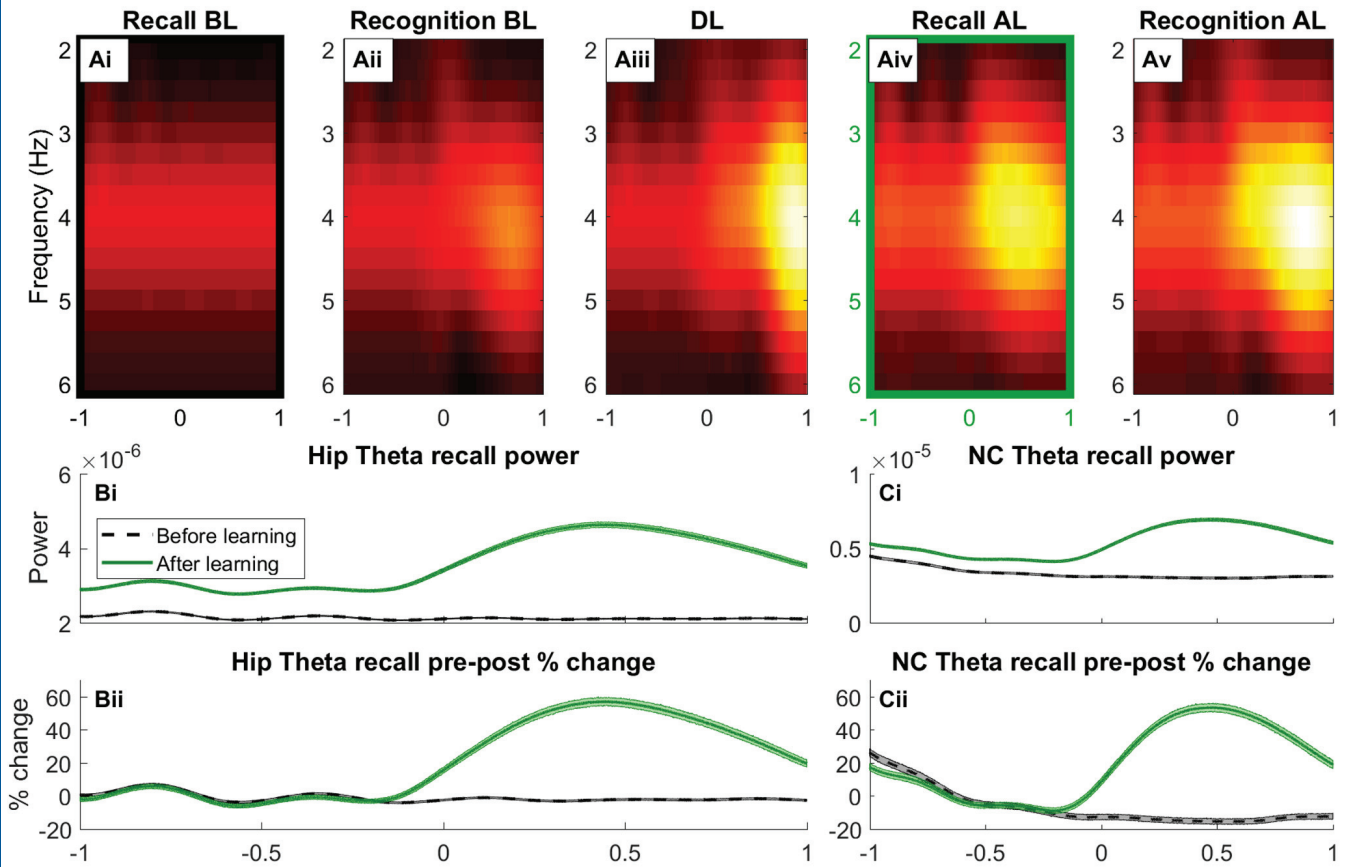 Recall BL
Recognition BL
DL
Recall AL
Recognition AL
Ai
Aii
Aiii
Aiv
Av
Frequency (Hz)
2
3
4
5
6
2
3
4
5
6
2
3
4
5
6
2
3
4
5
6
2
3
4
5
6
-1 0 1
-1 0 1
-1 0 1
-1 0 1
-1 0 1
×10-6
Hip Theta recall power
Bi
Before learning
After learning
Power
6
4
2
×10-5
NC Theta recall power
Ci
1
0.5
0
Hip Theta recall pre-post % change
Bii
% change
60
40
20
0
-20
-1 -0.5 0 0.5 1
NC Theta recall pre-post % change
Cii
60
40
20
0
-20
-1 -0.5 0 0.5 1